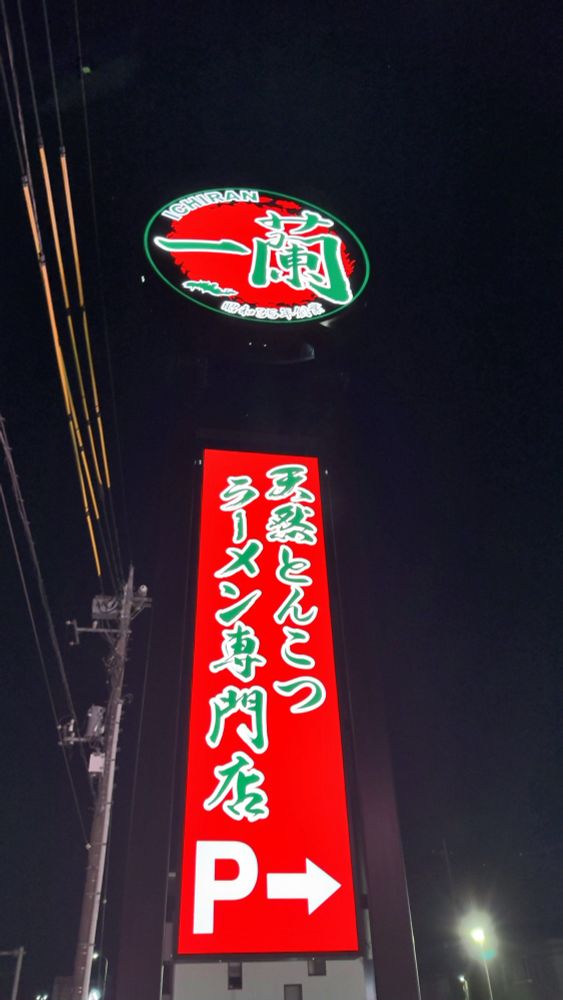 ICHIRAN
一蘭
昭和35年創業
天然とんこつ
ラーメン専門店
P→